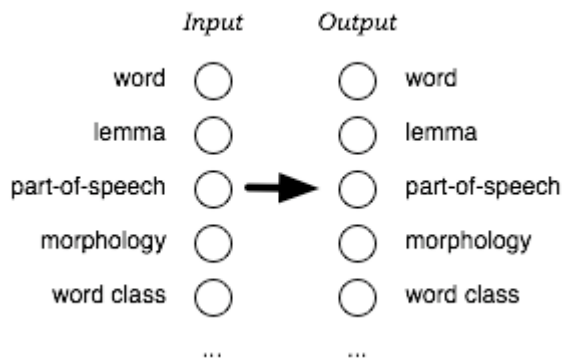 Input Output
word word
lemma lemma
part-of-speech part-of-speech
morphology morphology
word class word class
... ...